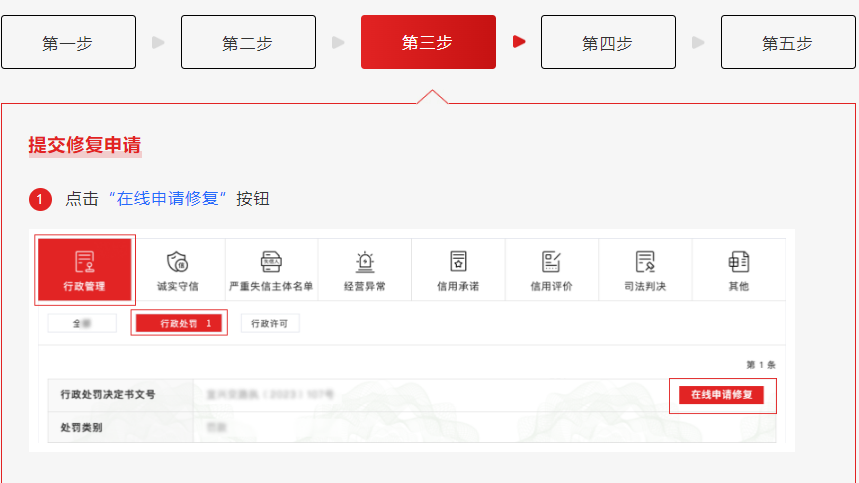 第一步
第二步
第三步
第四步
第五步
提交修复申请
1 点击“在线申请修复”按钮
行政管理
诚实守信
严重失信主体名单
经营异常
信用承诺
信用评价
司法判决
其他
行政处罚 1
行政许可
第 1 条
行政处罚决定书文号
在线申请修复
处罚类别